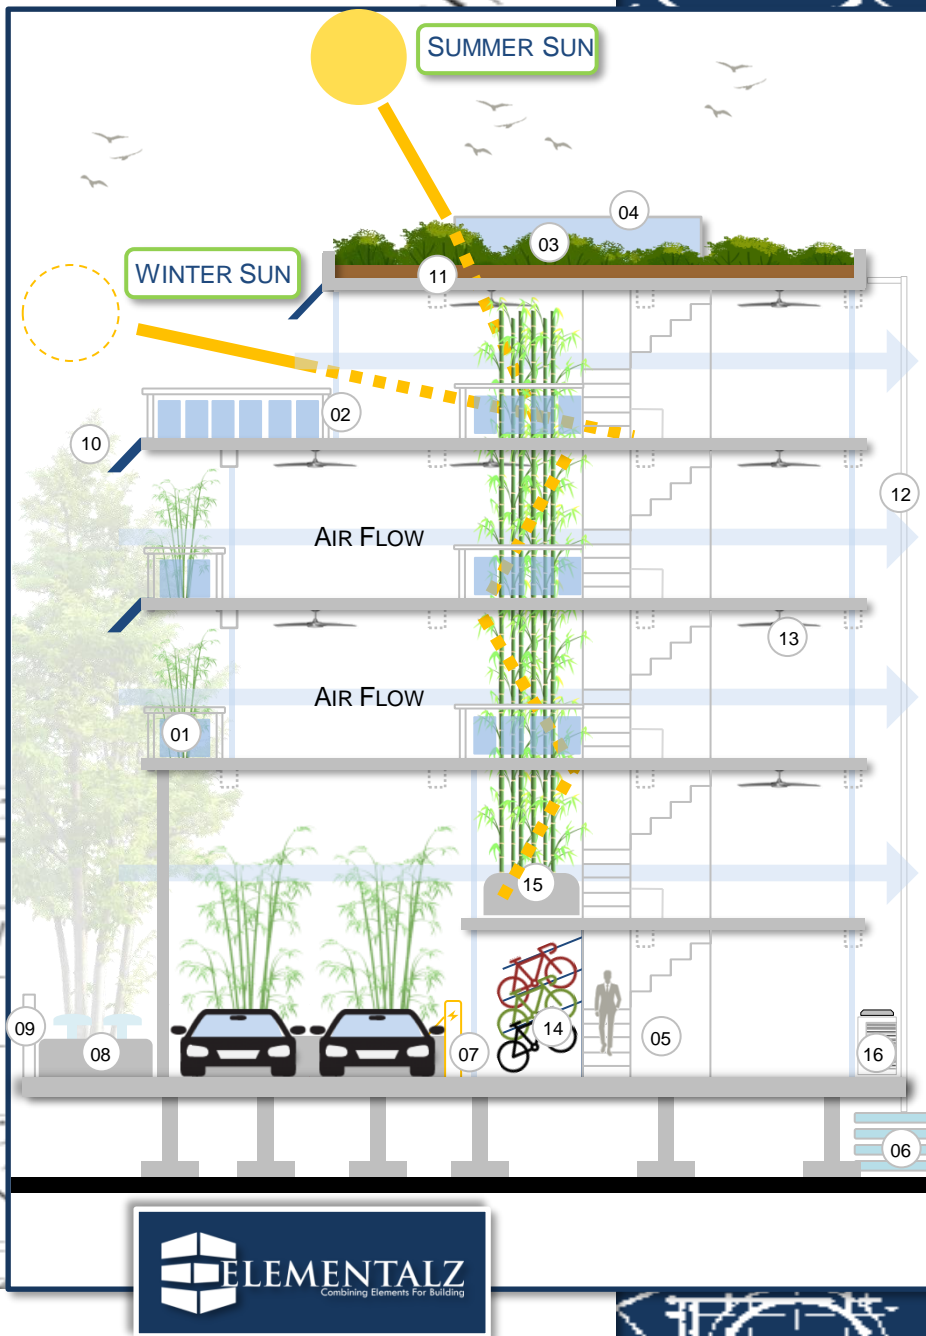 SUMMER SUN
04
03
WINTER SUN
11
02
10
12
AIR FLOW
13
AIR FLOW
01
15
09
08
07
14
05
16
06
ELEMENTALZ
Combining Elements For Building